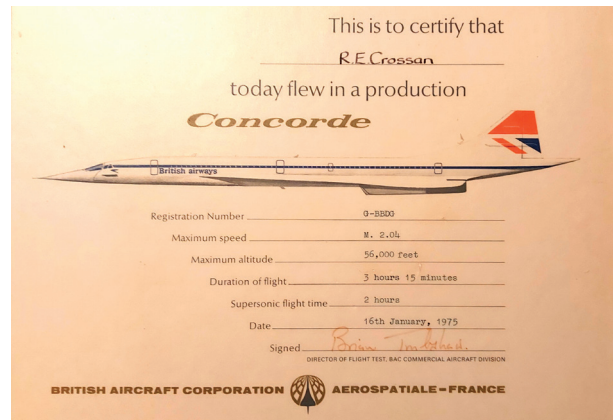 This is to certify that
R.E.Crossan
today flew in a production
Concorde
British airways
Registration Number G-BBDG
Maximum speed M. 2.04
Maximum altitude 56,000 feet
Duration of flight 3 hours 15 minutes
Supersonic flight time 2 hours
Date 16th January, 1975
Signed Brian Trubshaw.
DIRECTOR OF FLIGHT TEST, BAC COMMERCIAL AIRCRAFT DIVISION
BRITISH AIRCRAFT CORPORATION AEROSPATIALE-FRANCE